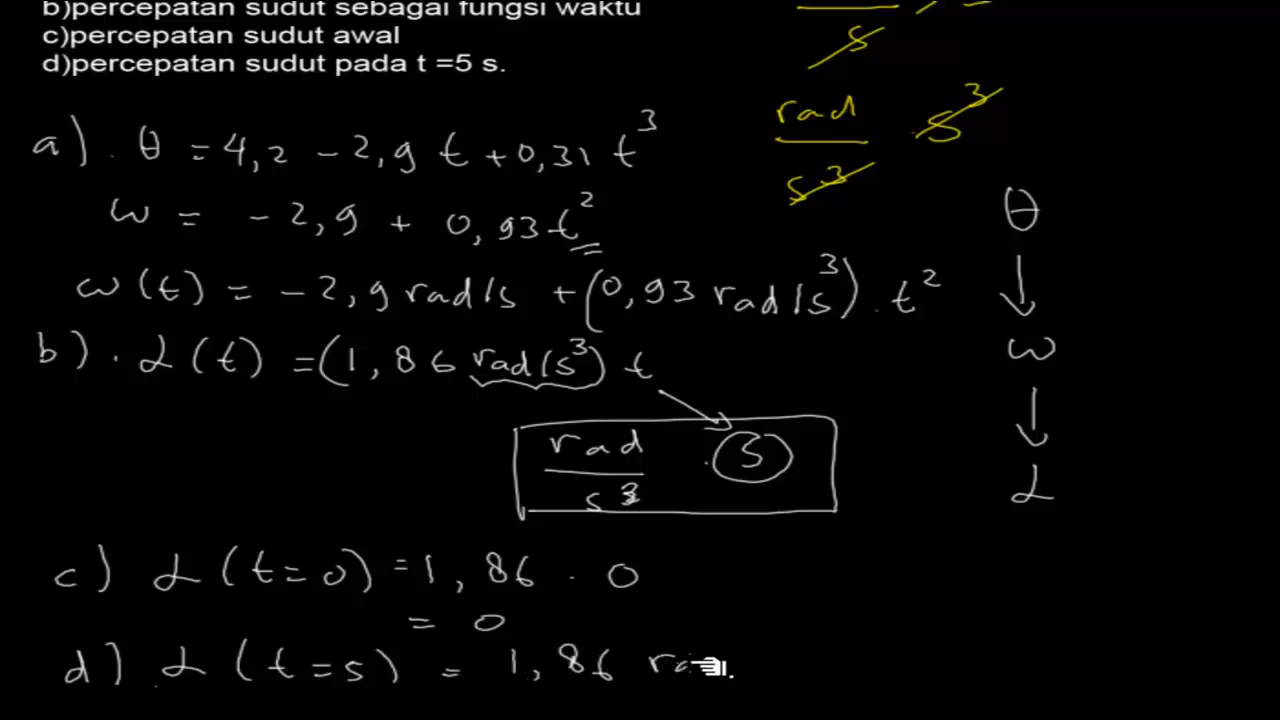 b)percepatan sudut sebagai fungsi waktu
c)percepatan sudut awal
d)percepatan sudut pada t =5 s.
s
rad
s³ . s³
a) . θ = 4,2 - 2,9 t + 0,31 t³
ω = -2,9 + 0,93 t²
ω(t) = -2,9 rad/s + (0,93 rad/s³) . t²
b) . α(t) = (1,86 rad/s³) t
rad
s³ . s
c) α(t=0) = 1,86 . 0
= 0
d) α(t=5) = 1,86
θ
↓
ω
↓
α